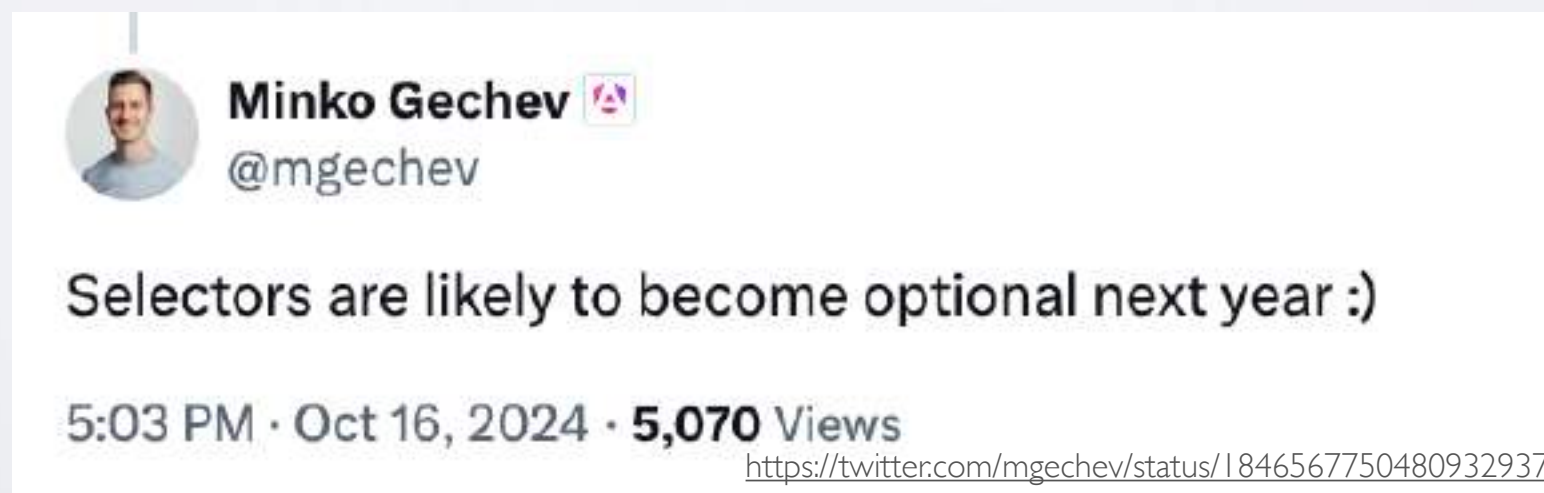 Minko Gechev
@mgechev
Selectors are likely to become optional next year :)
5:03 PM · Oct 16, 2024 · 5,070 Views
https://twitter.com/mgechev/status/1846567750480932937